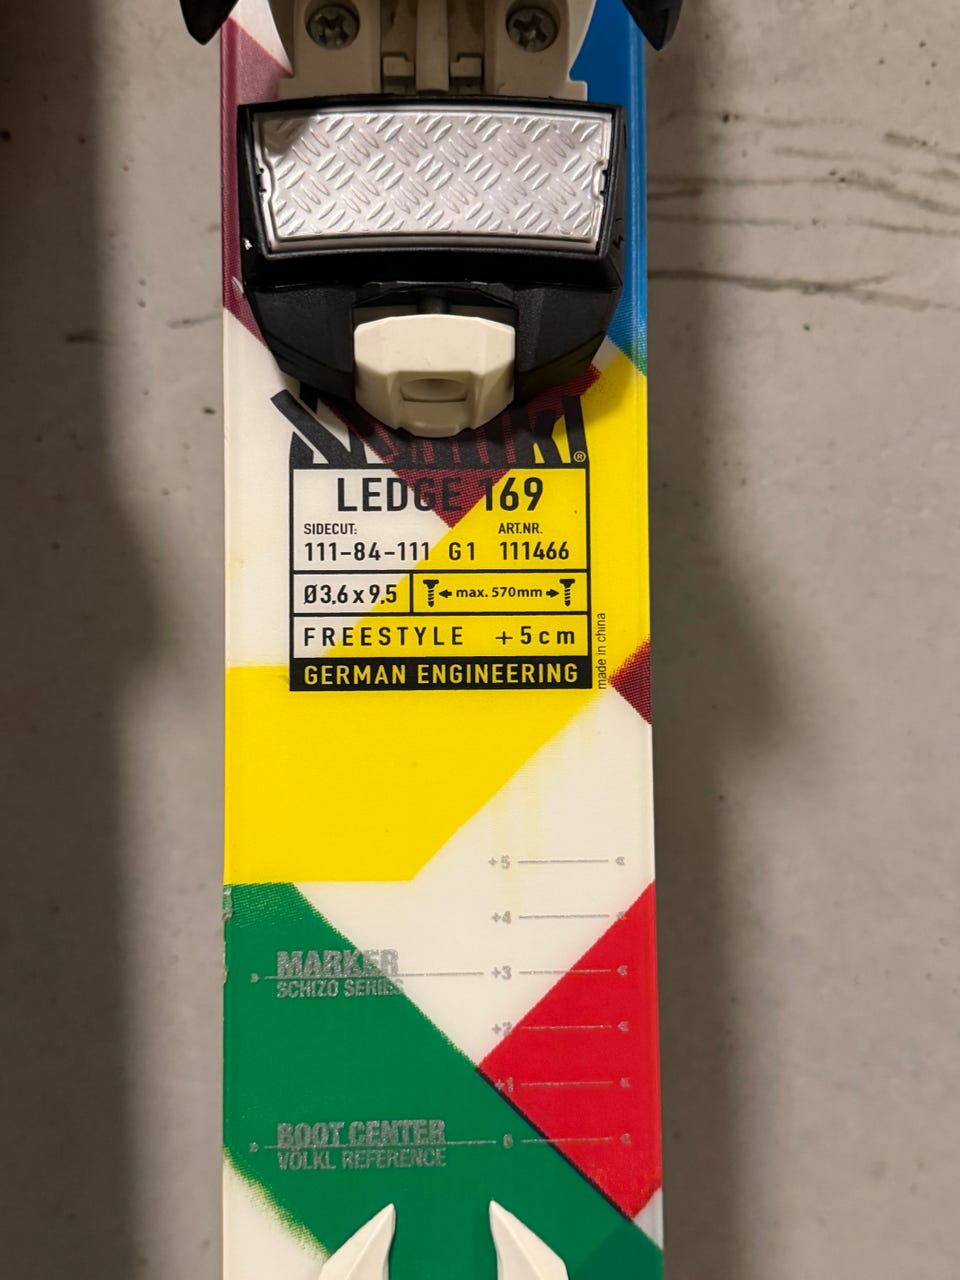 ®
LEDGE 169
SIDECUT: ART.NR.
111-84-111 G1 111466
Ø3,6 x 9,5 max. 570mm
FREESTYLE +5cm
GERMAN ENGINEERING
made in china
+5
+4
MARKER +3
SCHIZO SERIES
+2
+1
BOOT CENTER 0
VÖLKL REFERENCE